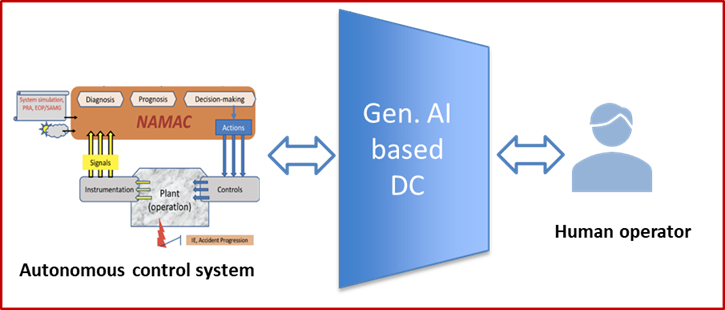 System simulation,
PRA, EOP/SAMG
Diagnosis
Prognosis
Decision-making
NAMAC
Actions
Signals
Instrumentation
Plant
(operation)
Controls
IE, Accident Progression
Autonomous control system
Gen. AI
based
DC
Human operator